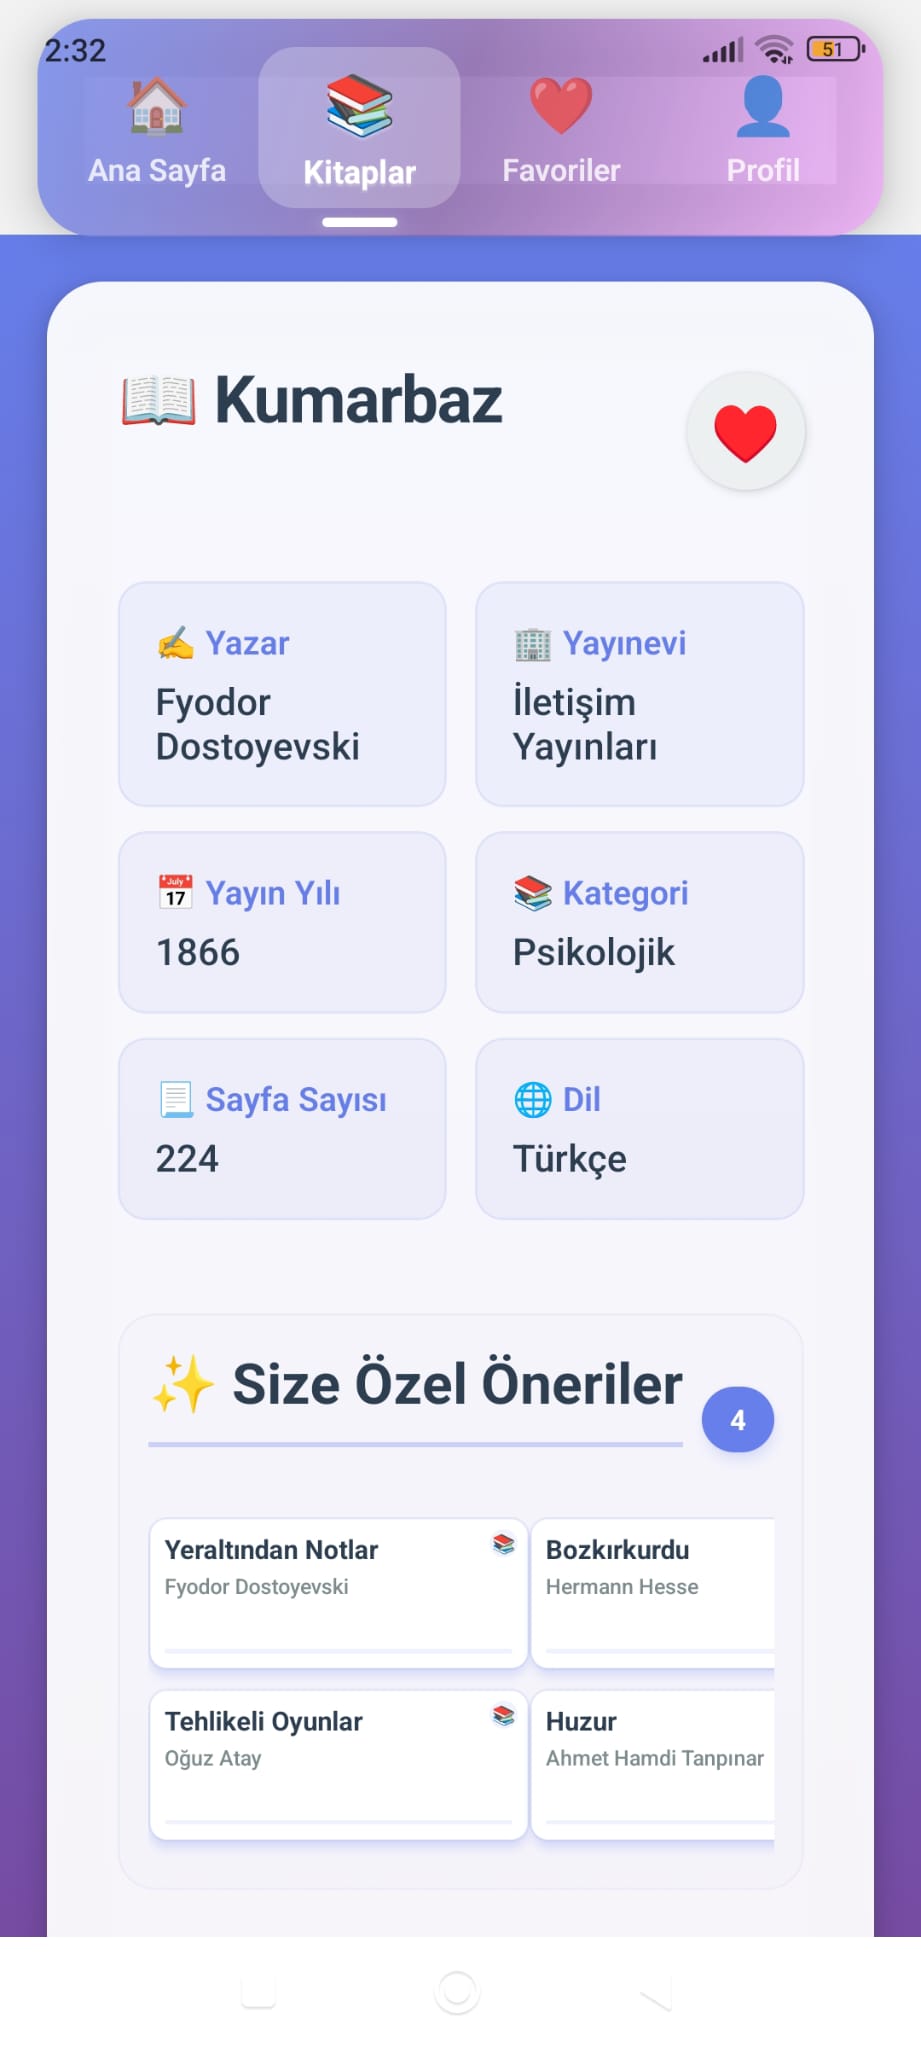 2:32
51
Ana Sayfa
Kitaplar
Favoriler
Profil
Kumarbaz
Yazar
Fyodor
Dostoyevski
Yayınevi
İletişim
Yayınları
July
17
Yayın Yılı
1866
Kategori
Psikolojik
Sayfa Sayısı
224
Dil
Türkçe
Size Özel Öneriler
4
Yeraltından Notlar
Fyodor Dostoyevski
Bozkırkurdu
Hermann Hesse
Tehlikeli Oyunlar
Oğuz Atay
Huzur
Ahmet Hamdi Tanpınar